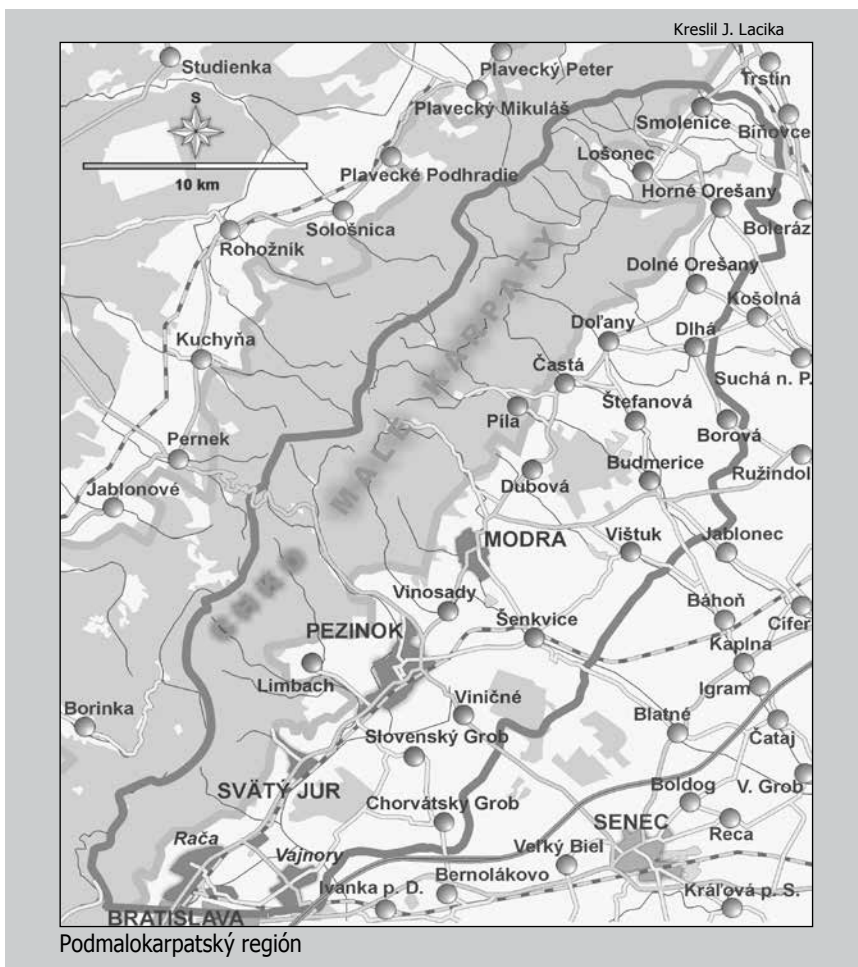 Kreslil J. Lacika
Studienka
Plavecký Peter
Trstín
Plavecký Mikuláš
S
Smolenice
Bíňovce
Lošonec
10 km
Plavecké Podhradie
Horné Orešany
Sološnica
Boleráz
Rohožník
Dolné Orešany
Košolná
Doľany
Dlhá
Kuchyňa
Častá
Suchá n. P.
Píla
Štefanová
Borová
Pernek
Budmerice
Ružindol
Dubová
Jablonové
CHKO MALÉ KARPATY
MODRA
Vištuk
Jablonec
Vinosady
Báhoň
Cífer
PEZINOK
Šenkvice
Kaplna
Limbach
Igram
Borinka
Viničné
Blatné
Čataj
Slovenský Grob
SVÄTÝ JUR
Boldog
V. Grob
Chorvátsky Grob
SENEC
Reca
Rača
Vajnory
Veľký Biel
Ivanka p. D.
Bernolákovo
Kráľová p. S.
BRATISLAVA
Podmalokarpatský región